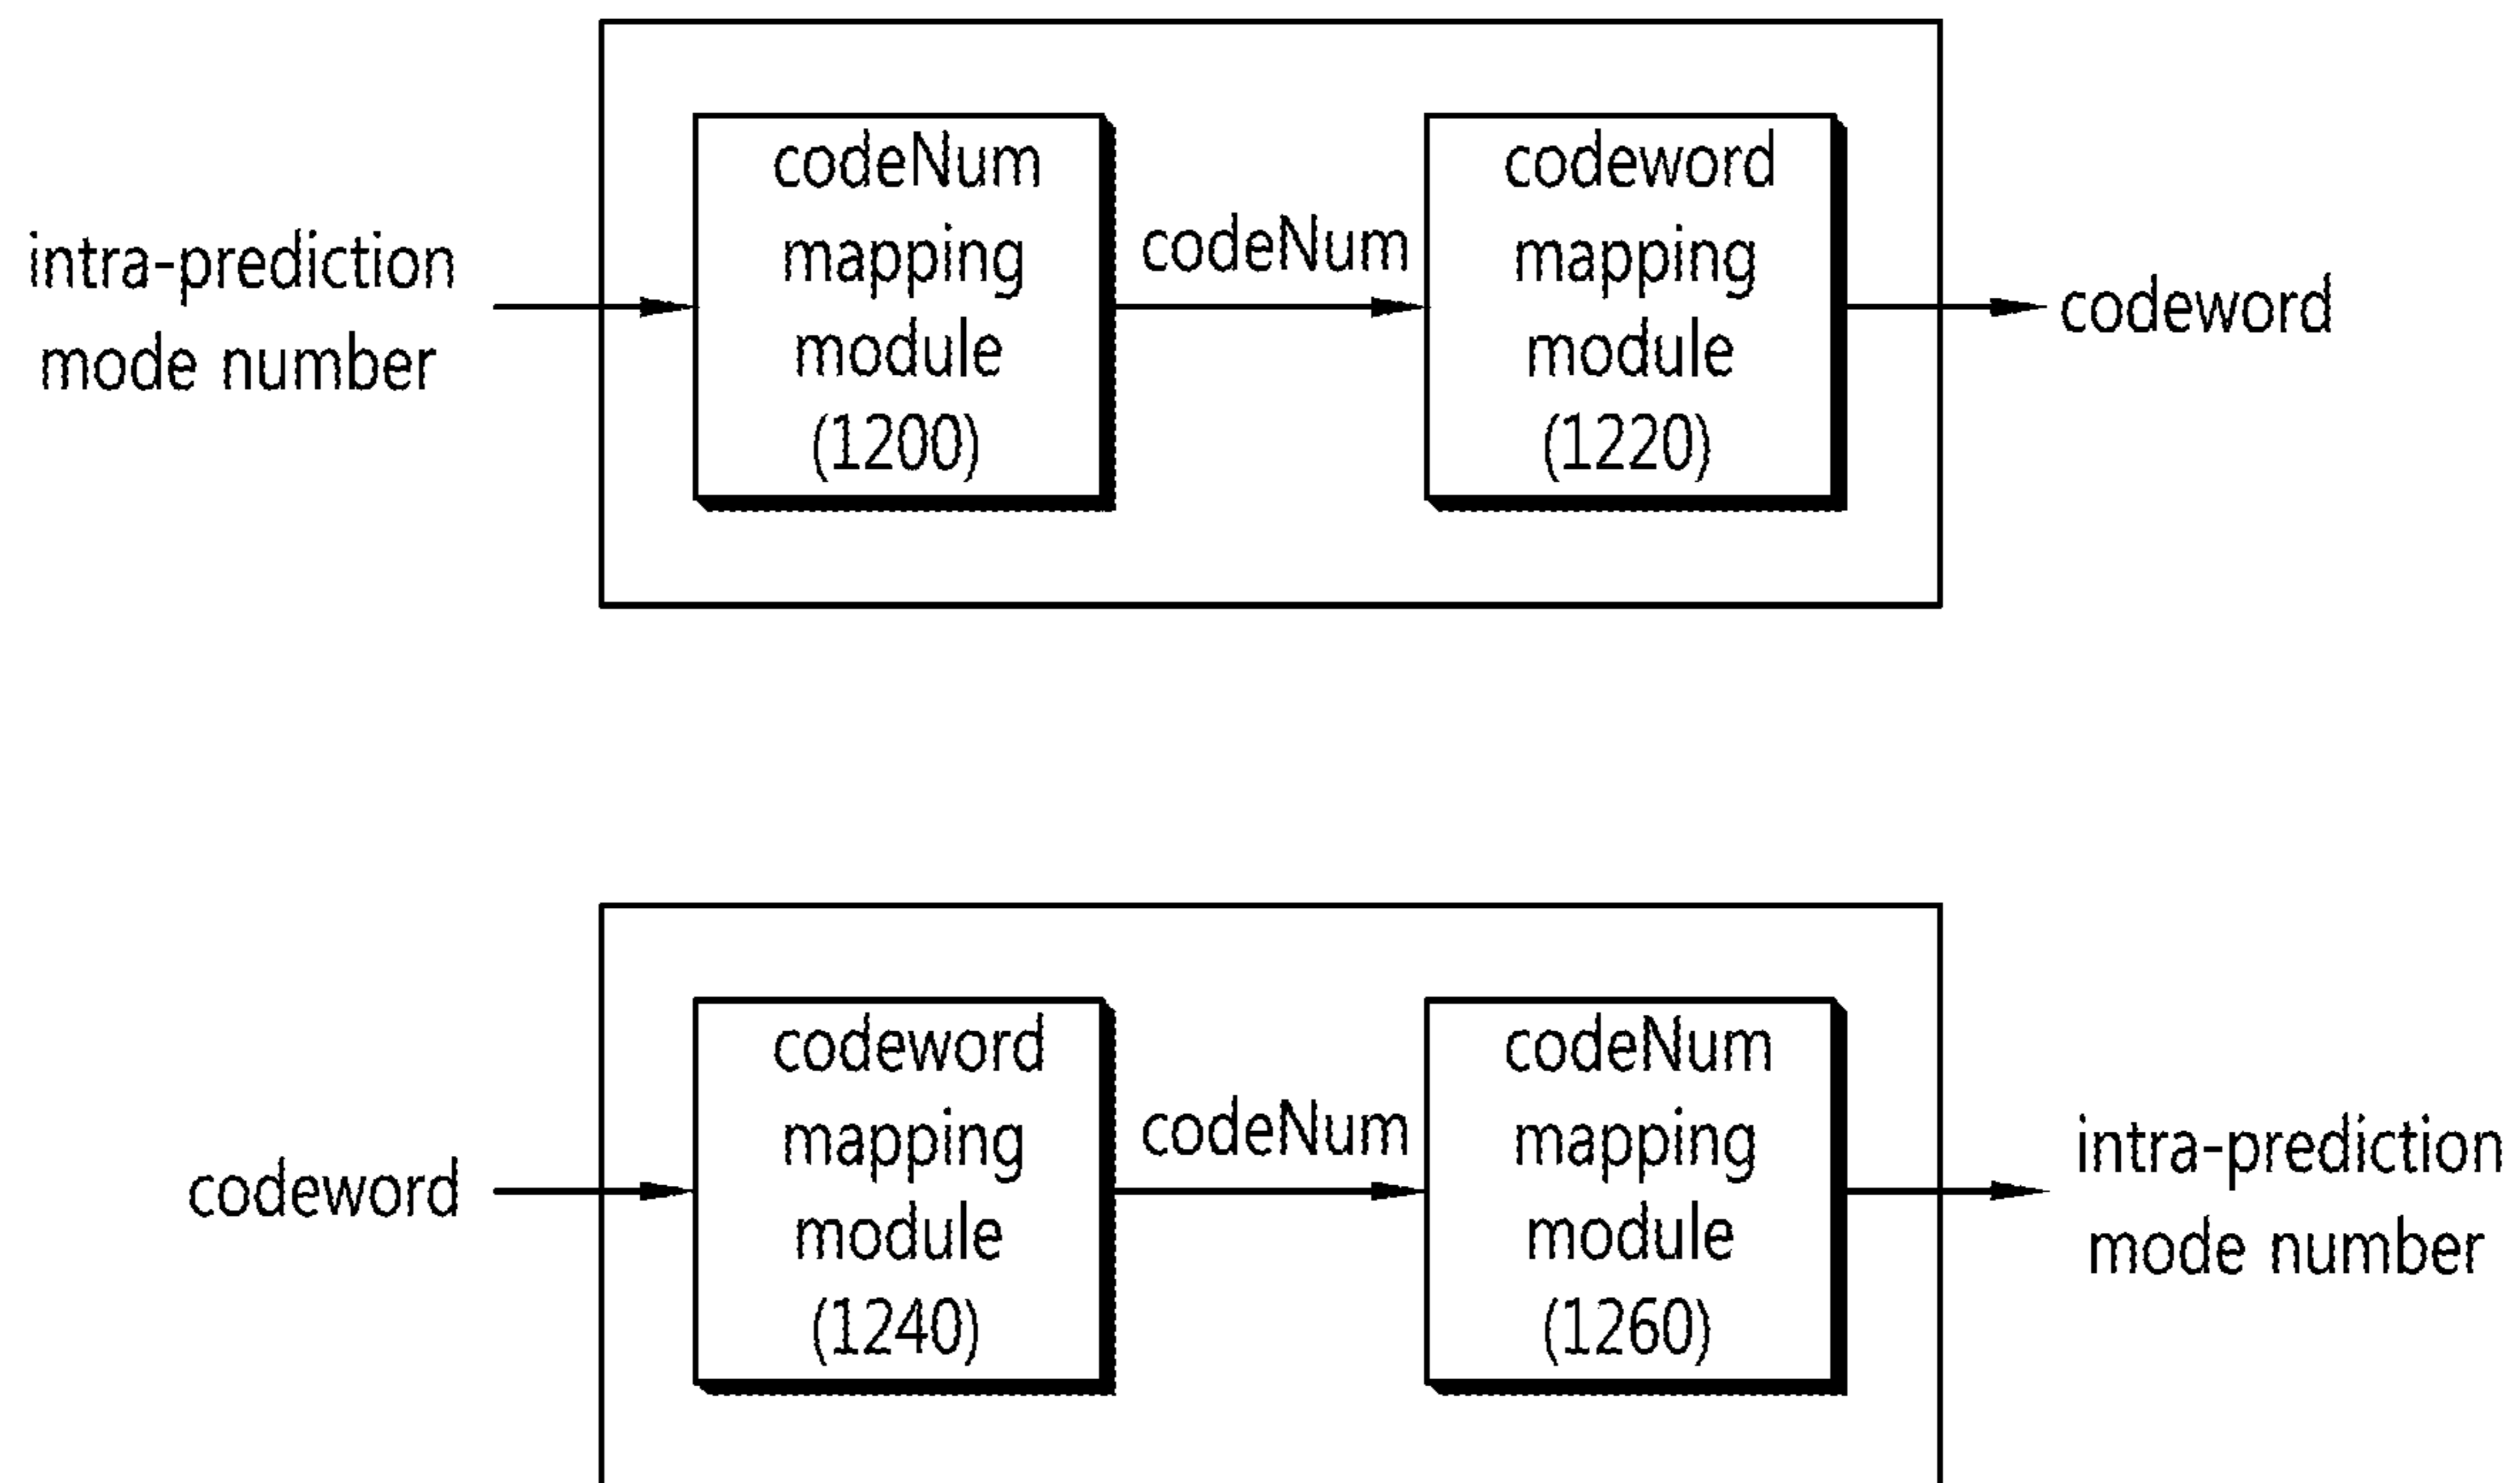 intra-prediction
mode number
codeNum
mapping
module
(1200)
codeNum
codeword
mapping
module
(1220)
codeword
codeword
codeword
mapping
module
(1240)
codeNum
codeNum
mapping
module
(1260)
intra-prediction
mode number